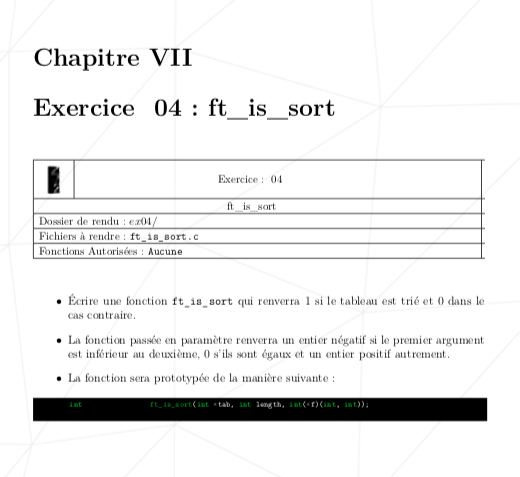 Chapitre VII
Exercice 04 : ft_is_sort
Exercice : 04
ft_is_sort
Dossier de rendu : ex04/
Fichiers à rendre : ft_is_sort.c
Fonctions Autorisées : Aucune
• Écrire une fonction ft_is_sort qui renverra 1 si le tableau est trié et 0 dans le
cas contraire.
• La fonction passée en paramètre renverra un entier négatif si le premier argument
est inférieur au deuxième, 0 s'ils sont égaux et un entier positif autrement.
• La fonction sera prototypée de la manière suivante :
int ft_is_sort(int *tab, int length, int(*f)(int, int));